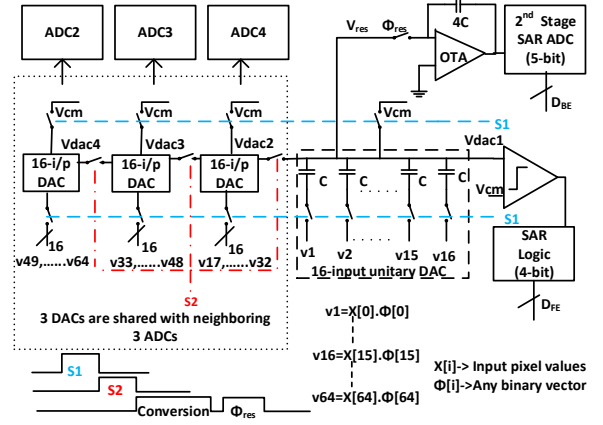 ADC2 ADC3 ADC4
Vres Φres 4C
OTA
2nd Stage
SAR ADC
(5-bit)
DBE
Vcm Vcm Vcm Vcm
S1
Vdac4 Vdac3 Vdac2 Vdac1
16-i/p
DAC
16-i/p
DAC
16-i/p
DAC
C C C C
Vcm
S1
16 16 16
v1 v2 ..... v15 v16
v49,......v64 v33,......v48 v17,......v32
16-input unitary DAC
SAR
Logic
(4-bit)
S2
DFE
3 DACs are shared with neighboring
3 ADCs
v1=X[0].Φ[0]
v16=X[15].Φ[15]
v64=X[64].Φ[64]
X[i]-> Input pixel values
Φ[i]->Any binary vector
S1
S2
Conversion Φres